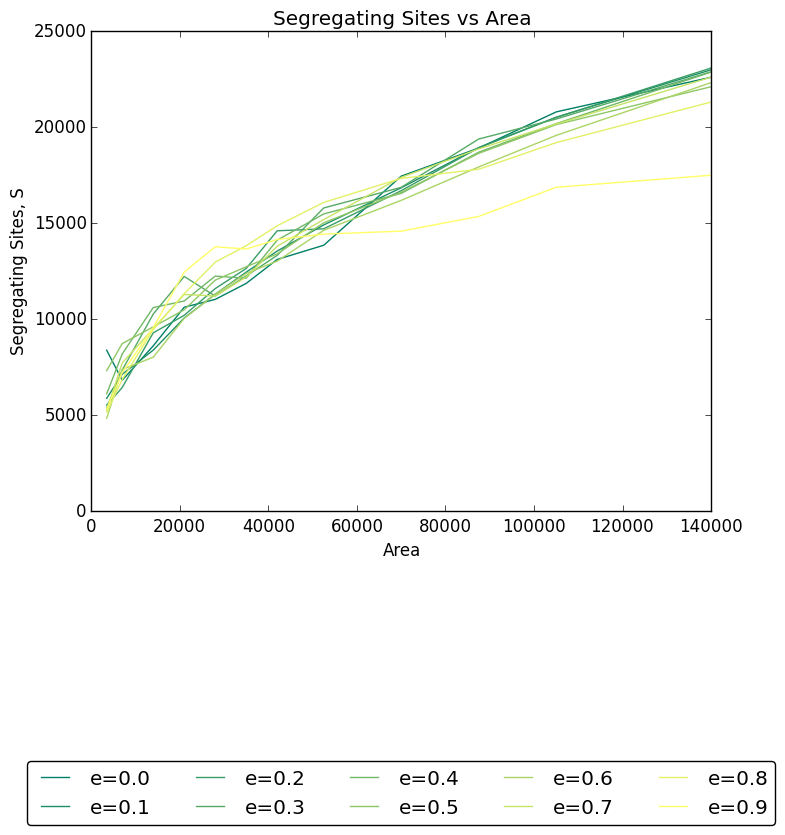 Segregating Sites vs Area
25000
20000
15000
10000
5000
0
Segregating Sites, S
0 20000 40000 60000 80000 100000 120000 140000
Area
e=0.0 e=0.2 e=0.4 e=0.6 e=0.8
e=0.1 e=0.3 e=0.5 e=0.7 e=0.9